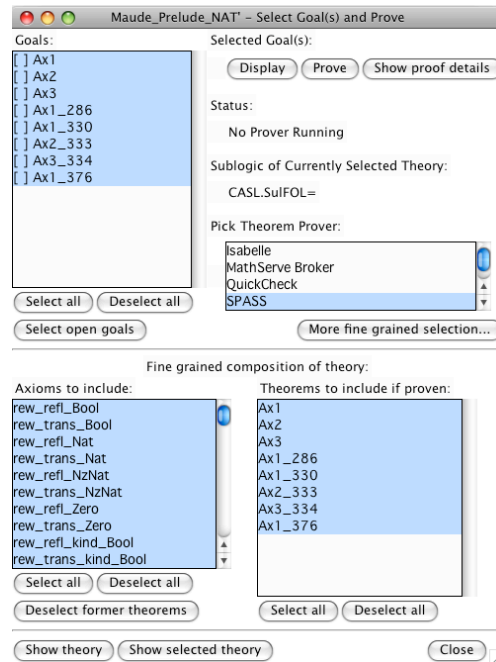 Maude_Prelude_NAT' – Select Goal(s) and Prove
Goals:
[ ] Ax1
[ ] Ax2
[ ] Ax3
[ ] Ax1_286
[ ] Ax1_330
[ ] Ax2_333
[ ] Ax3_334
[ ] Ax1_376
Select all Deselect all
Select open goals
Selected Goal(s):
Display Prove Show proof details
Status:
No Prover Running
Sublogic of Currently Selected Theory:
CASL.SulFOL=
Pick Theorem Prover:
Isabelle
MathServe Broker
QuickCheck
SPASS
More fine grained selection...
Fine grained composition of theory:
Axioms to include:
rew_refl_Bool
rew_trans_Bool
rew_refl_Nat
rew_trans_Nat
rew_refl_NzNat
rew_trans_NzNat
rew_refl_Zero
rew_trans_Zero
rew_refl_kind_Bool
rew_trans_kind_Bool
Select all Deselect all
Deselect former theorems
Theorems to include if proven:
Ax1
Ax2
Ax3
Ax1_286
Ax1_330
Ax2_333
Ax3_334
Ax1_376
Select all Deselect all
Show theory Show selected theory Close